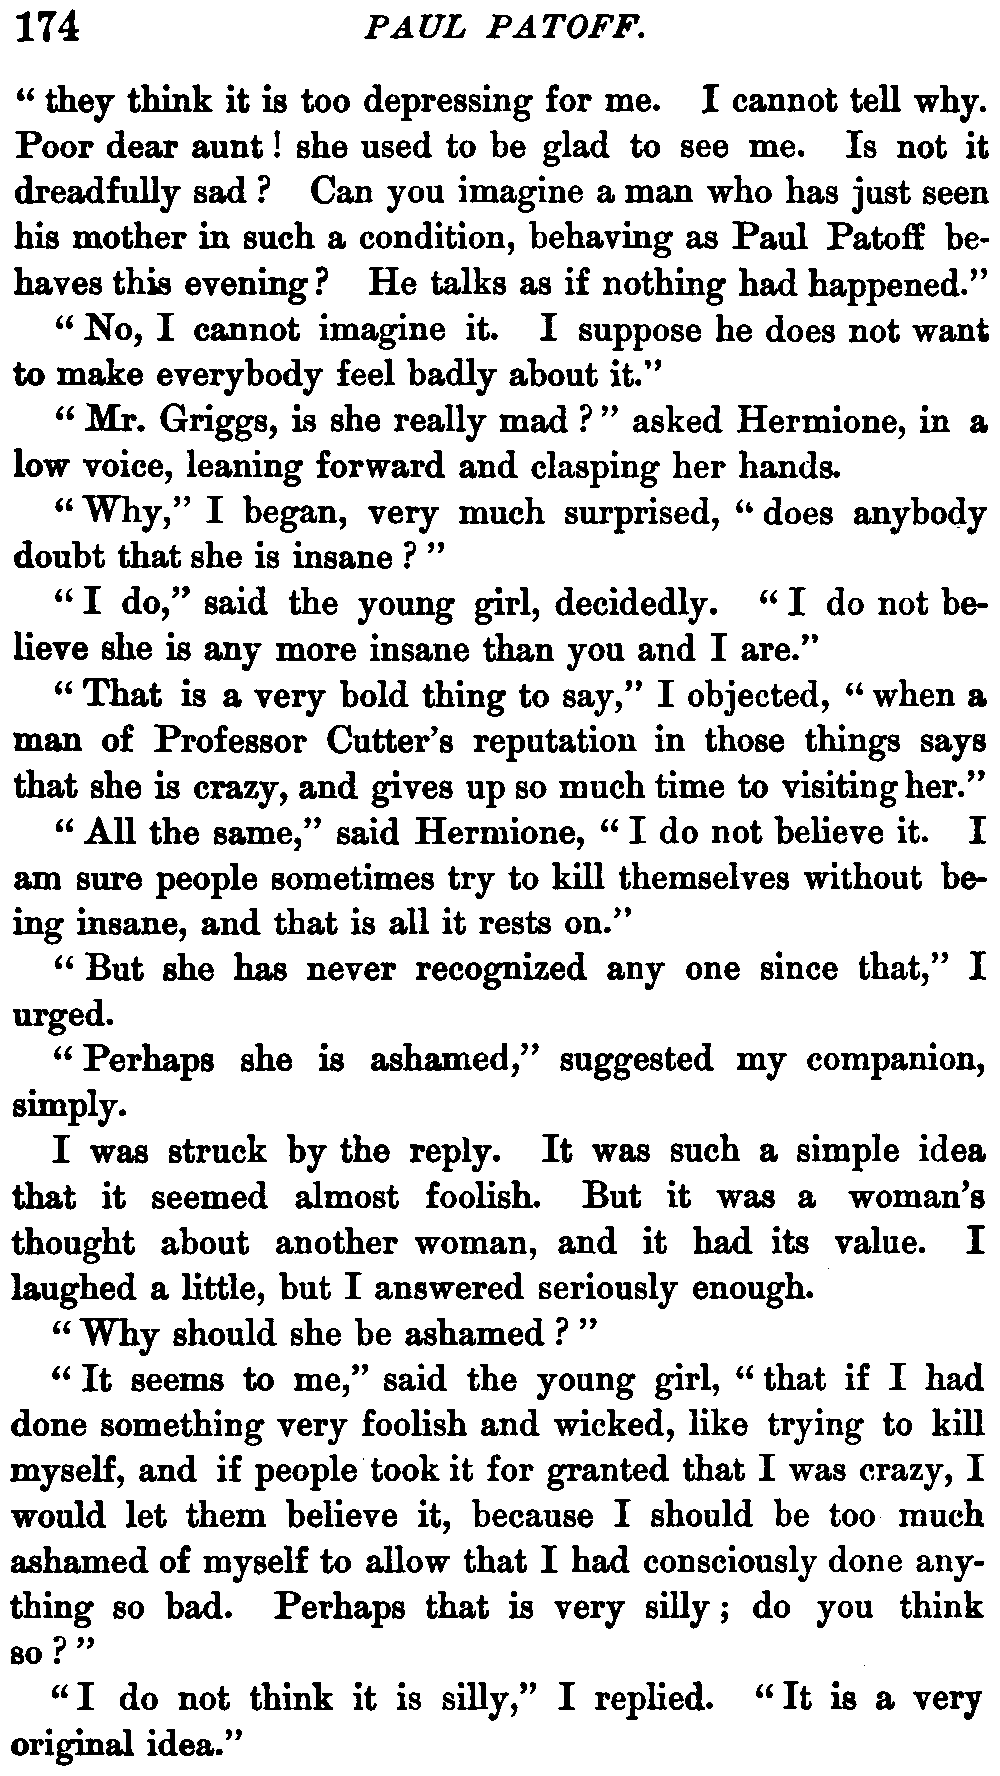 174 PAUL PATOFF.
“ they think it is too depressing for me. I cannot tell why.
Poor dear aunt ! she used to be glad to see me. Is not it
dreadfully sad ? Can you imagine a man who has just seen
his mother in such a condition, behaving as Paul Patoff be-
haves this evening ? He talks as if nothing had happened.”
“ No, I cannot imagine it. I suppose he does not want
to make everybody feel badly about it.”
“ Mr. Griggs, is she really mad ? ” asked Hermione, in a
low voice, leaning forward and clasping her hands.
“ Why,” I began, very much surprised, “ does anybody
doubt that she is insane ? ”
“ I do,” said the young girl, decidedly. “ I do not be-
lieve she is any more insane than you and I are.”
“ That is a very bold thing to say,” I objected, “ when a
man of Professor Cutter’s reputation in those things says
that she is crazy, and gives up so much time to visiting her.”
“ All the same,” said Hermione, “ I do not believe it. I
am sure people sometimes try to kill themselves without be-
ing insane, and that is all it rests on.”
“ But she has never recognized any one since that,” I
urged.
“ Perhaps she is ashamed,” suggested my companion,
simply.
I was struck by the reply. It was such a simple idea
that it seemed almost foolish. But it was a woman’s
thought about another woman, and it had its value. I
laughed a little, but I answered seriously enough.
“ Why should she be ashamed ? ”
“ It seems to me,” said the young girl, “ that if I had
done something very foolish and wicked, like trying to kill
myself, and if people took it for granted that I was crazy, I
would let them believe it, because I should be too much
ashamed of myself to allow that I had consciously done any-
thing so bad. Perhaps that is very silly ; do you think
so ? ”
“ I do not think it is silly,” I replied. “ It is a very
original idea.”